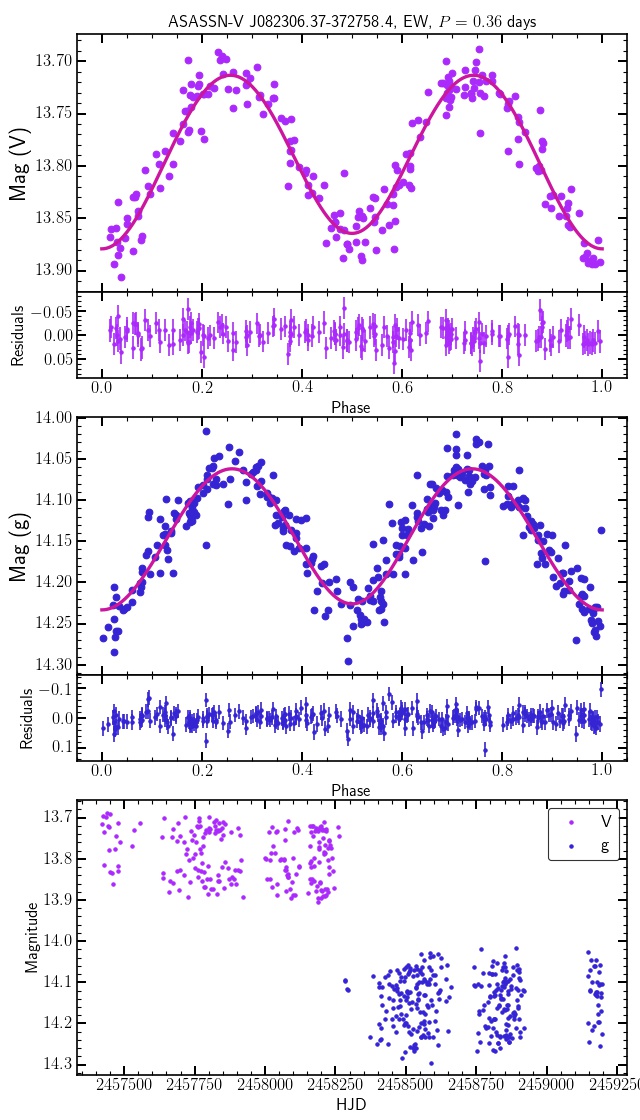 ASASSN-V J082306.37-372758.4, EW, P = 0.36 days
13.70
13.75
13.80
13.85
13.90
Mag (V)
−0.05
0.00
0.05
Residuals
0.0 0.2 0.4 0.6 0.8 1.0
Phase
14.00
14.05
14.10
14.15
14.20
14.25
14.30
Mag (g)
−0.1
0.0
0.1
Residuals
0.0 0.2 0.4 0.6 0.8 1.0
Phase
13.7
13.8
13.9
14.0
14.1
14.2
14.3
Magnitude
V
g
2457500 2457750 2458000 2458250 2458500 2458750 2459000 245925
HJD